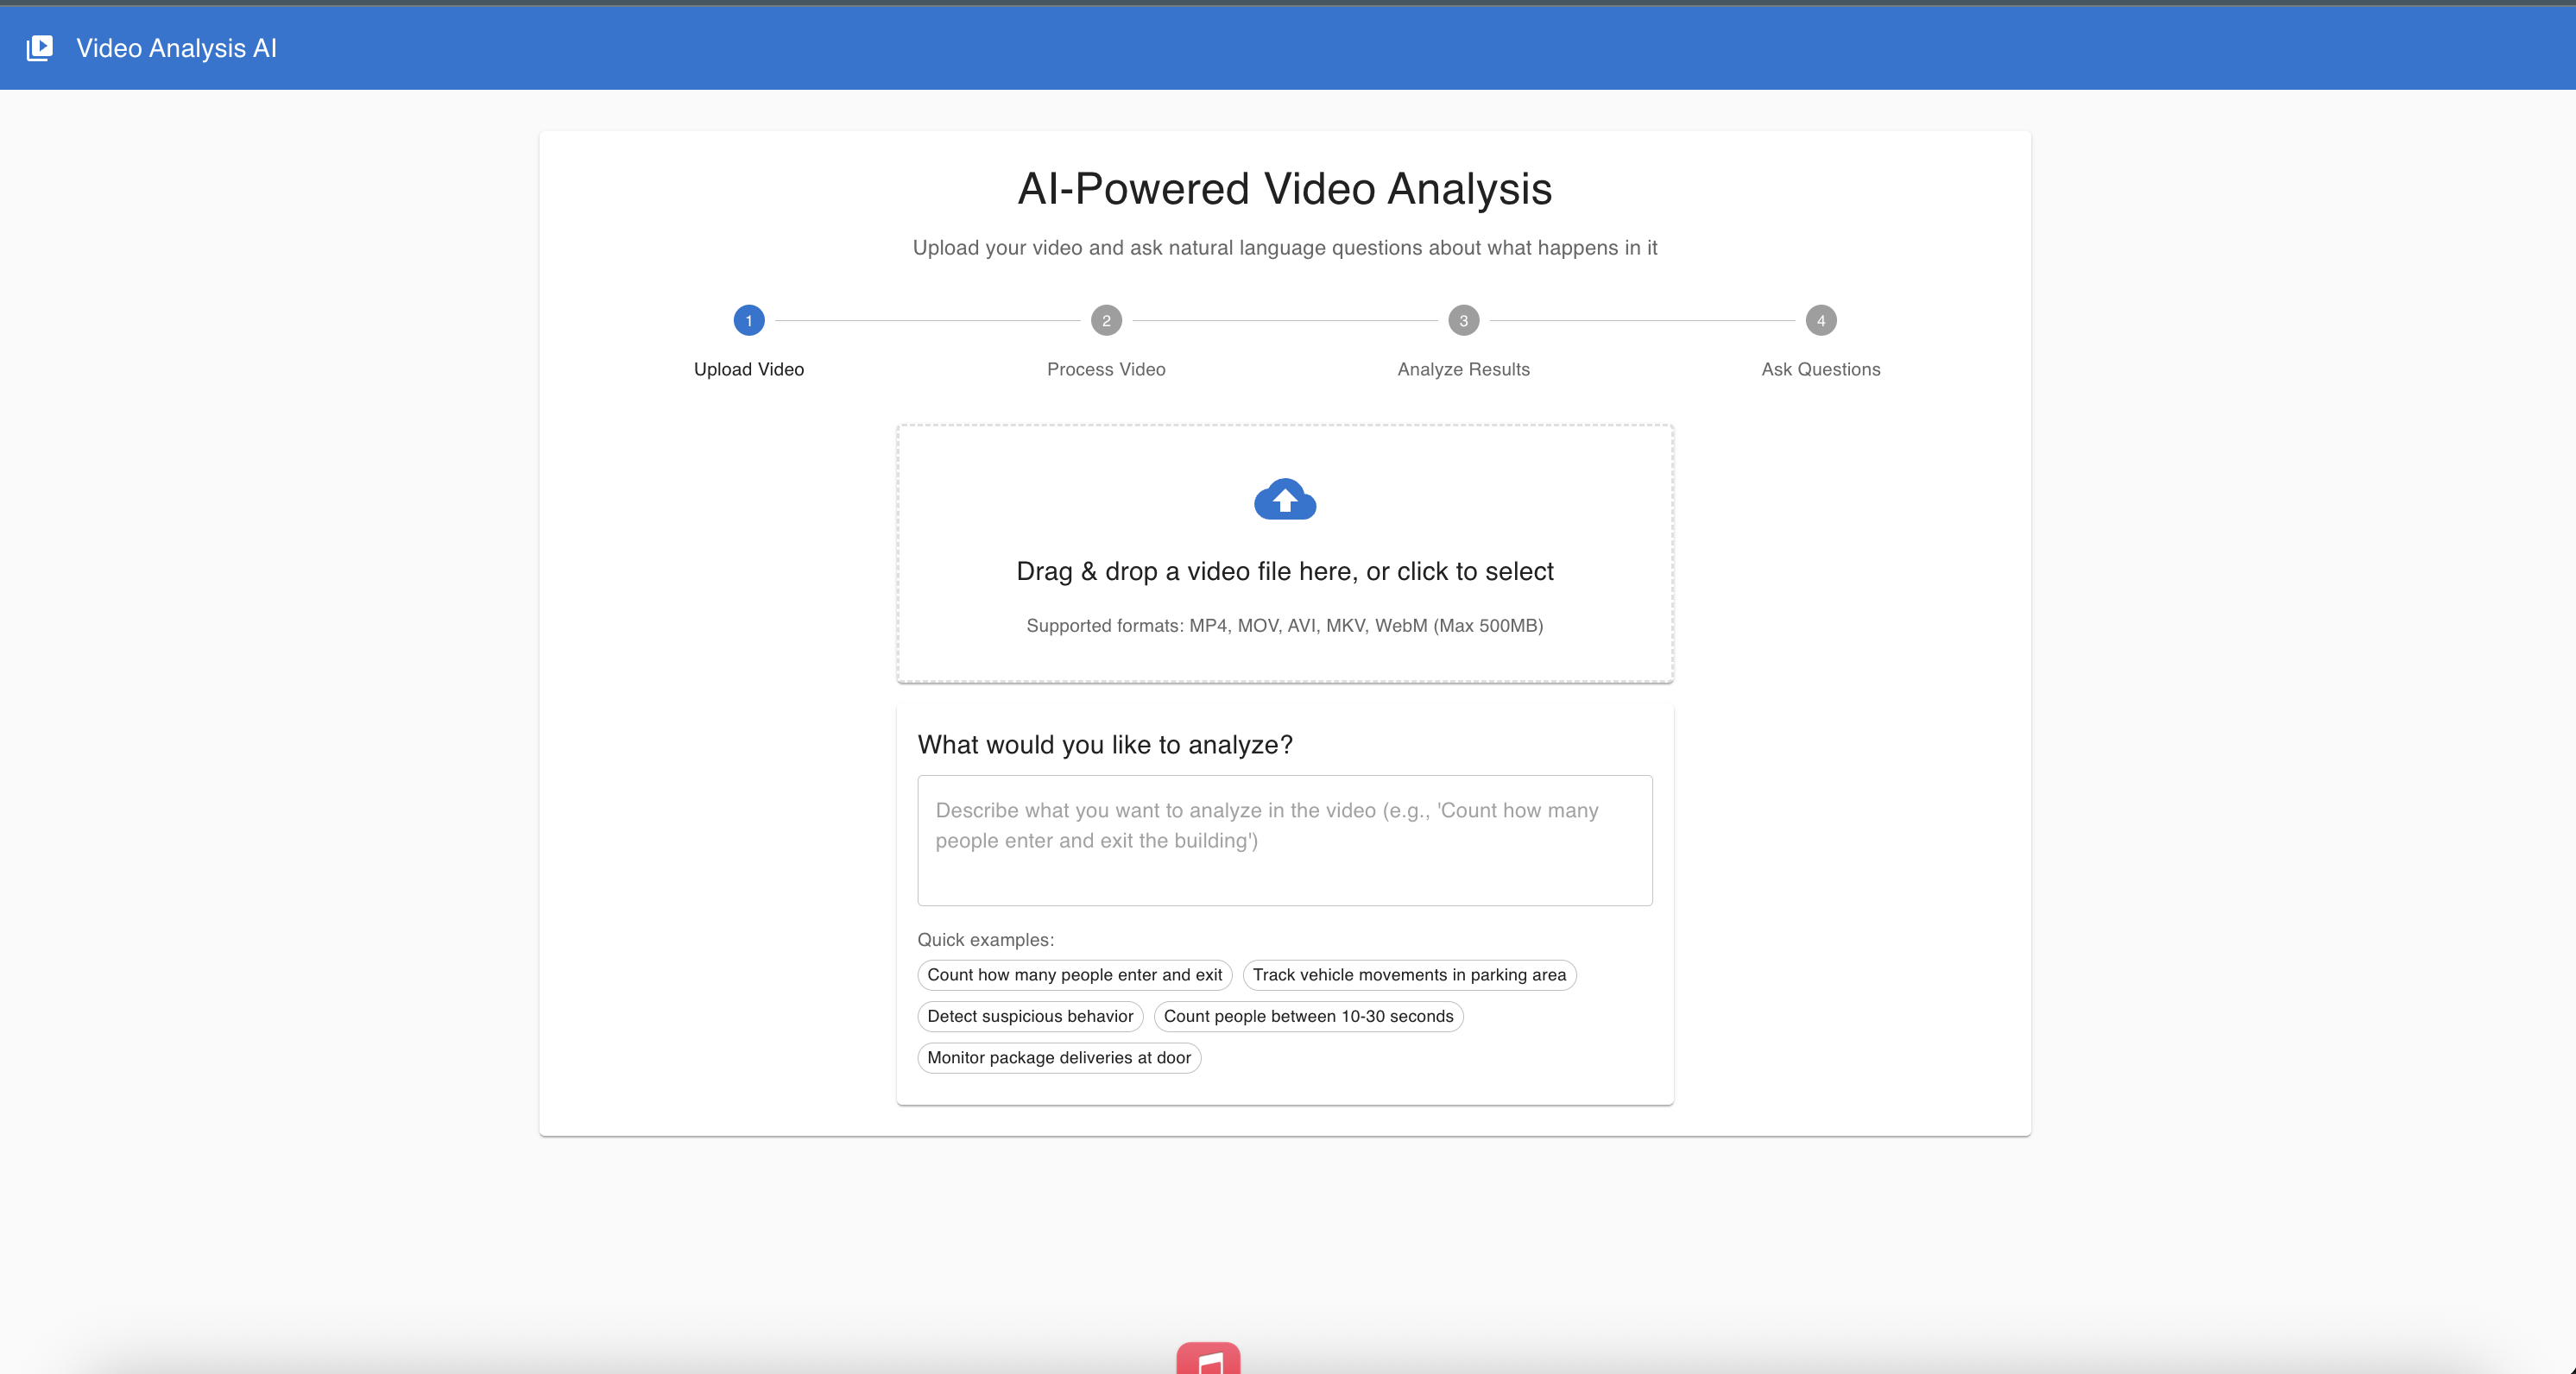 Video Analysis AI
AI-Powered Video Analysis
Upload your video and ask natural language questions about what happens in it
1
2
3
4
Upload Video
Process Video
Analyze Results
Ask Questions
Drag & drop a video file here, or click to select
Supported formats: MP4, MOV, AVI, MKV, WebM (Max 500MB)
What would you like to analyze?
Describe what you want to analyze in the video (e.g., 'Count how many
people enter and exit the building')
Quick examples:
Count how many people enter and exit
Track vehicle movements in parking area
Detect suspicious behavior
Count people between 10-30 seconds
Monitor package deliveries at door